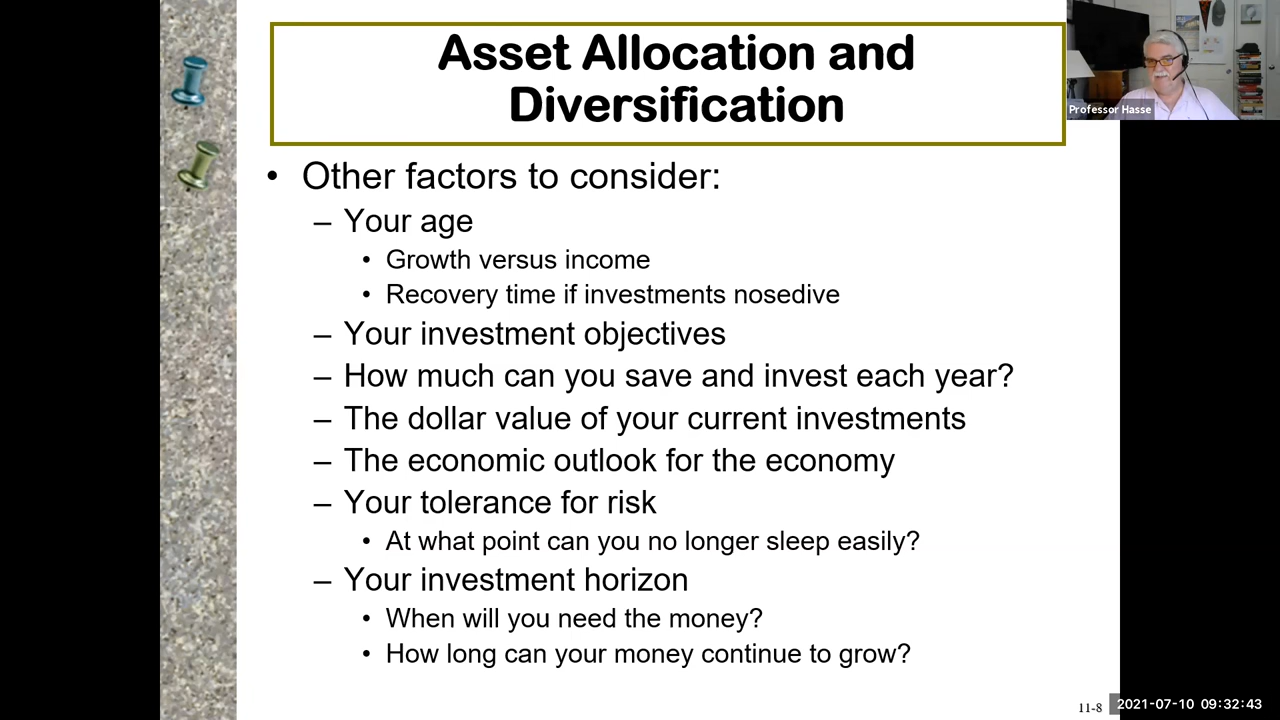 Asset Allocation and
Diversification
Professor Hasse
• Other factors to consider:
– Your age
• Growth versus income
• Recovery time if investments nosedive
– Your investment objectives
– How much can you save and invest each year?
– The dollar value of your current investments
– The economic outlook for the economy
– Your tolerance for risk
• At what point can you no longer sleep easily?
– Your investment horizon
• When will you need the money?
• How long can your money continue to grow?
11-8
2021-07-10 09:32:43